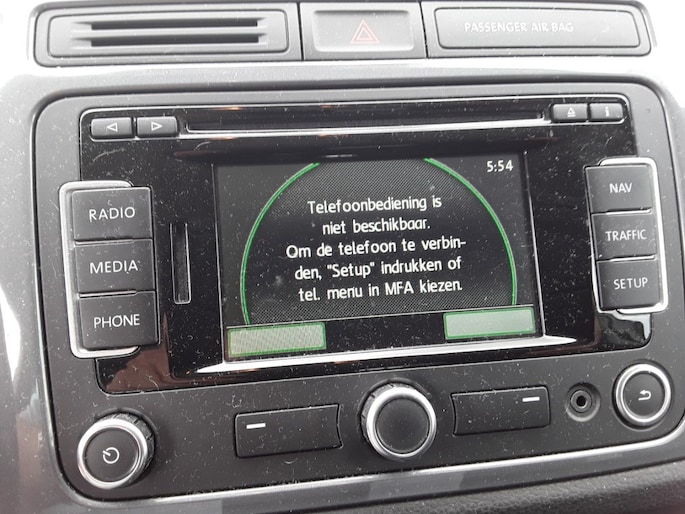 PASSENGER AIR BAG
i
5:54
RADIO
MEDIA
PHONE
Telefoonbediening is
niet beschikbaar.
Om de telefoon te verbin-
den, "Setup" indrukken of
tel. menu in MFA kiezen.
NAV
TRAFFIC
SETUP